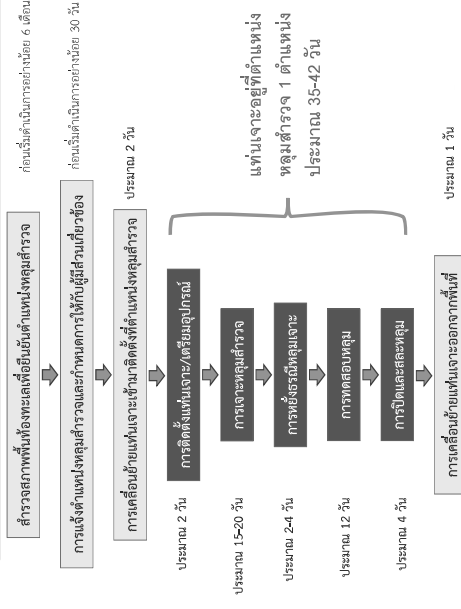 สำรวจสภาพพื้นท้องทะเลเพื่อยืนยันตำแหน่งหลุมสำรวจ
ก่อนเริ่มดำเนินการอย่างน้อย 6 เดือน
การแจ้งตำแหน่งหลุมสำรวจและกำหนดการให้กับผู้มีส่วนเกี่ยวข้อง
ก่อนเริ่มดำเนินการอย่างน้อย 30 วัน
การเคลื่อนย้ายแท่นเจาะเข้ามาติดตั้งที่ตำแหน่งหลุมสำรวจ
ประมาณ 2 วัน
ประมาณ 2 วัน
การติดตั้งแท่นเจาะ/เตรียมอุปกรณ์
ประมาณ 15-20 วัน
การเจาะหลุมสำรวจ
ประมาณ 2-4 วัน
การหยั่งธรณีหลุมเจาะ
ประมาณ 12 วัน
การทดสอบหลุม
ประมาณ 4 วัน
การปิดและสละหลุม
แท่นเจาะอยู่ที่ตำแหน่ง
หลุมสำรวจ 1 ตำแหน่ง
ประมาณ 35-42 วัน
การเคลื่อนย้ายแท่นเจาะออกจากพื้นที่
ประมาณ 1 วัน